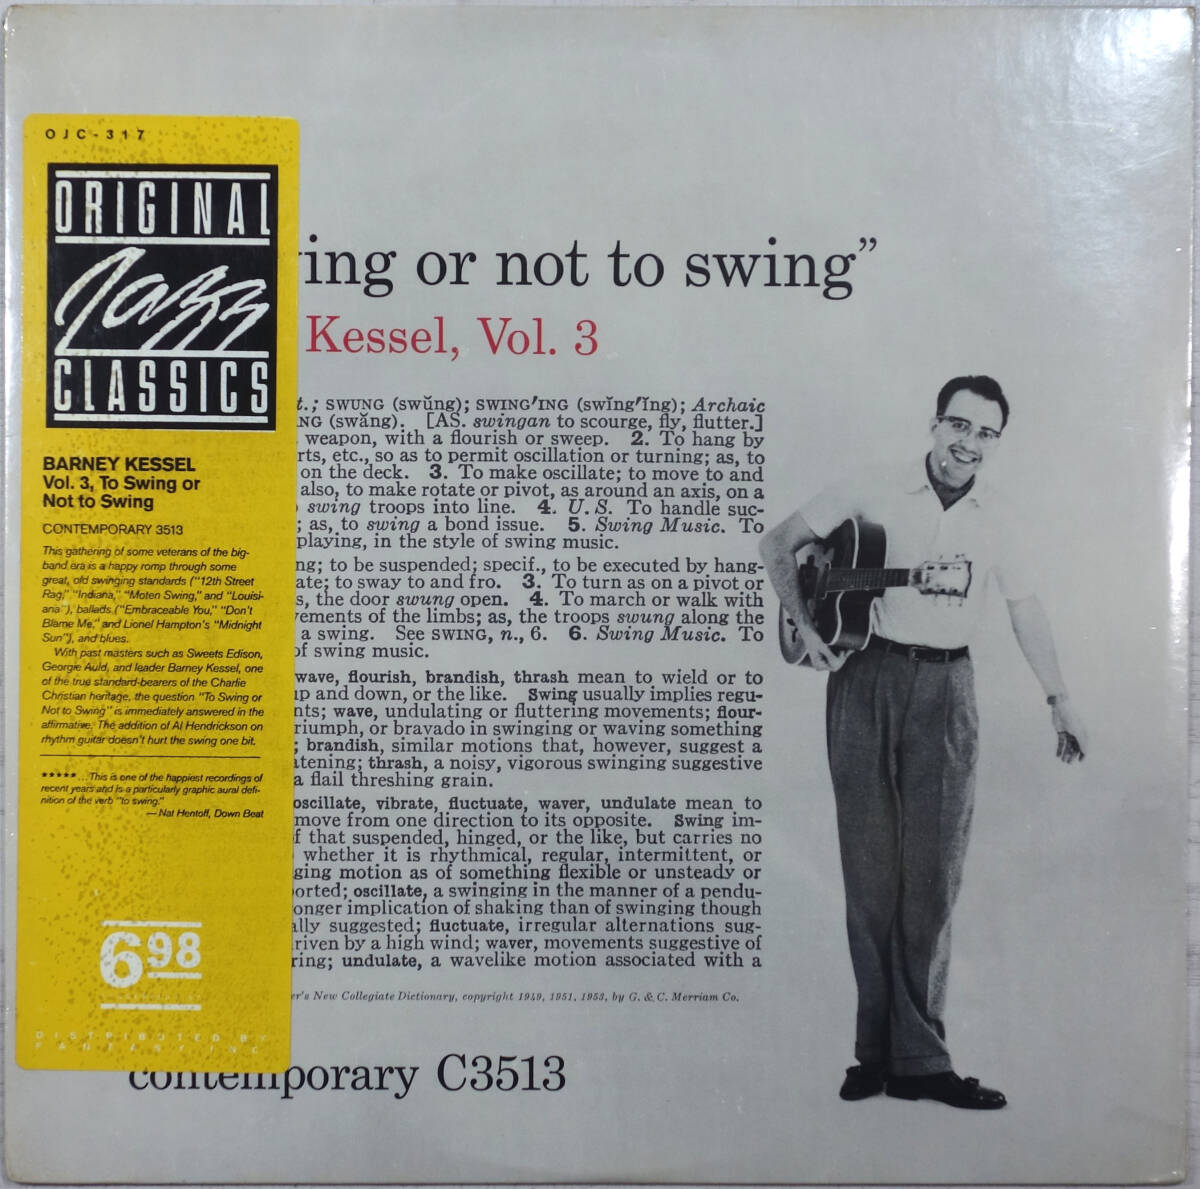 OJC-317
ORIGINAL
Jazz
CLASSICS
BARNEY KESSEL
Vol. 3, To Swing or
Not to Swing
CONTEMPORARY 3513
This gathering of some veterans of the big-
band era is a happy romp through some
great, old swinging standards ("12th Street
Rag," "Indiana," "Moten Swing," and "Louisi-
ana"), ballads ("Embraceable You," "Don't
Blame Me," and Lionel Hampton's "Midnight
Sun"), and blues.
With past masters such as Sweets Edison,
Georgie Auld, and leader Barney Kessel, one
of the true standard-bearers of the Charlie
Christian heritage, the question "To Swing or
Not to Swing" is immediately answered in the
affirmative. The addition of Al Hendrickson on
rhythm guitar doesn't hurt the swing one bit.
★★★★★ ...This is one of the happiest recordings of
recent years and is a particularly graphic aural defi-
nition of the verb "to swing."
—Nat Hentoff, Down Beat
698
DISTRIBUTED BY
FANTASY INC
ing or not to swing”
Kessel, Vol. 3
t.; SWUNG (swŭng); SWING′ING (swĭng′ĭng); Archaic
NG (swăng). [AS. swingan to scourge, fly, flutter.]
weapon, with a flourish or sweep. 2. To hang by
rts, etc., so as to permit oscillation or turning; as, to
on the deck. 3. To make oscillate; to move to and
also, to make rotate or pivot, as around an axis, on a
swing troops into line. 4. U. S. To handle suc-
; as, to swing a bond issue. 5. Swing Music. To
playing, in the style of swing music.
ng; to be suspended; specif., to be executed by hang-
ate; to sway to and fro. 3. To turn as on a pivot or
s, the door swung open. 4. To march or walk with
vements of the limbs; as, the troops swung along the
a swing. See SWING, n., 6. 6. Swing Music. To
of swing music.
wave, flourish, brandish, thrash mean to wield or to
up and down, or the like. Swing usually implies regu-
nts; wave, undulating or fluttering movements; flour-
riumph, or bravado in swinging or waving something
; brandish, similar motions that, however, suggest a
atening; thrash, a noisy, vigorous swinging suggestive
a flail threshing grain.
oscillate, vibrate, fluctuate, waver, undulate mean to
move from one direction to its opposite. Swing im-
f that suspended, hinged, or the like, but carries no
whether it is rhythmical, regular, intermittent, or
ging motion as of something flexible or unsteady or
orted; oscillate, a swinging in the manner of a pendu-
onger implication of shaking than of swinging though
ally suggested; fluctuate, irregular alternations sug-
riven by a high wind; waver, movements suggestive of
ring; undulate, a wavelike motion associated with a
er's New Collegiate Dictionary, copyright 1949, 1951, 1953, by G. & C. Merriam Co.
contemporary C3513